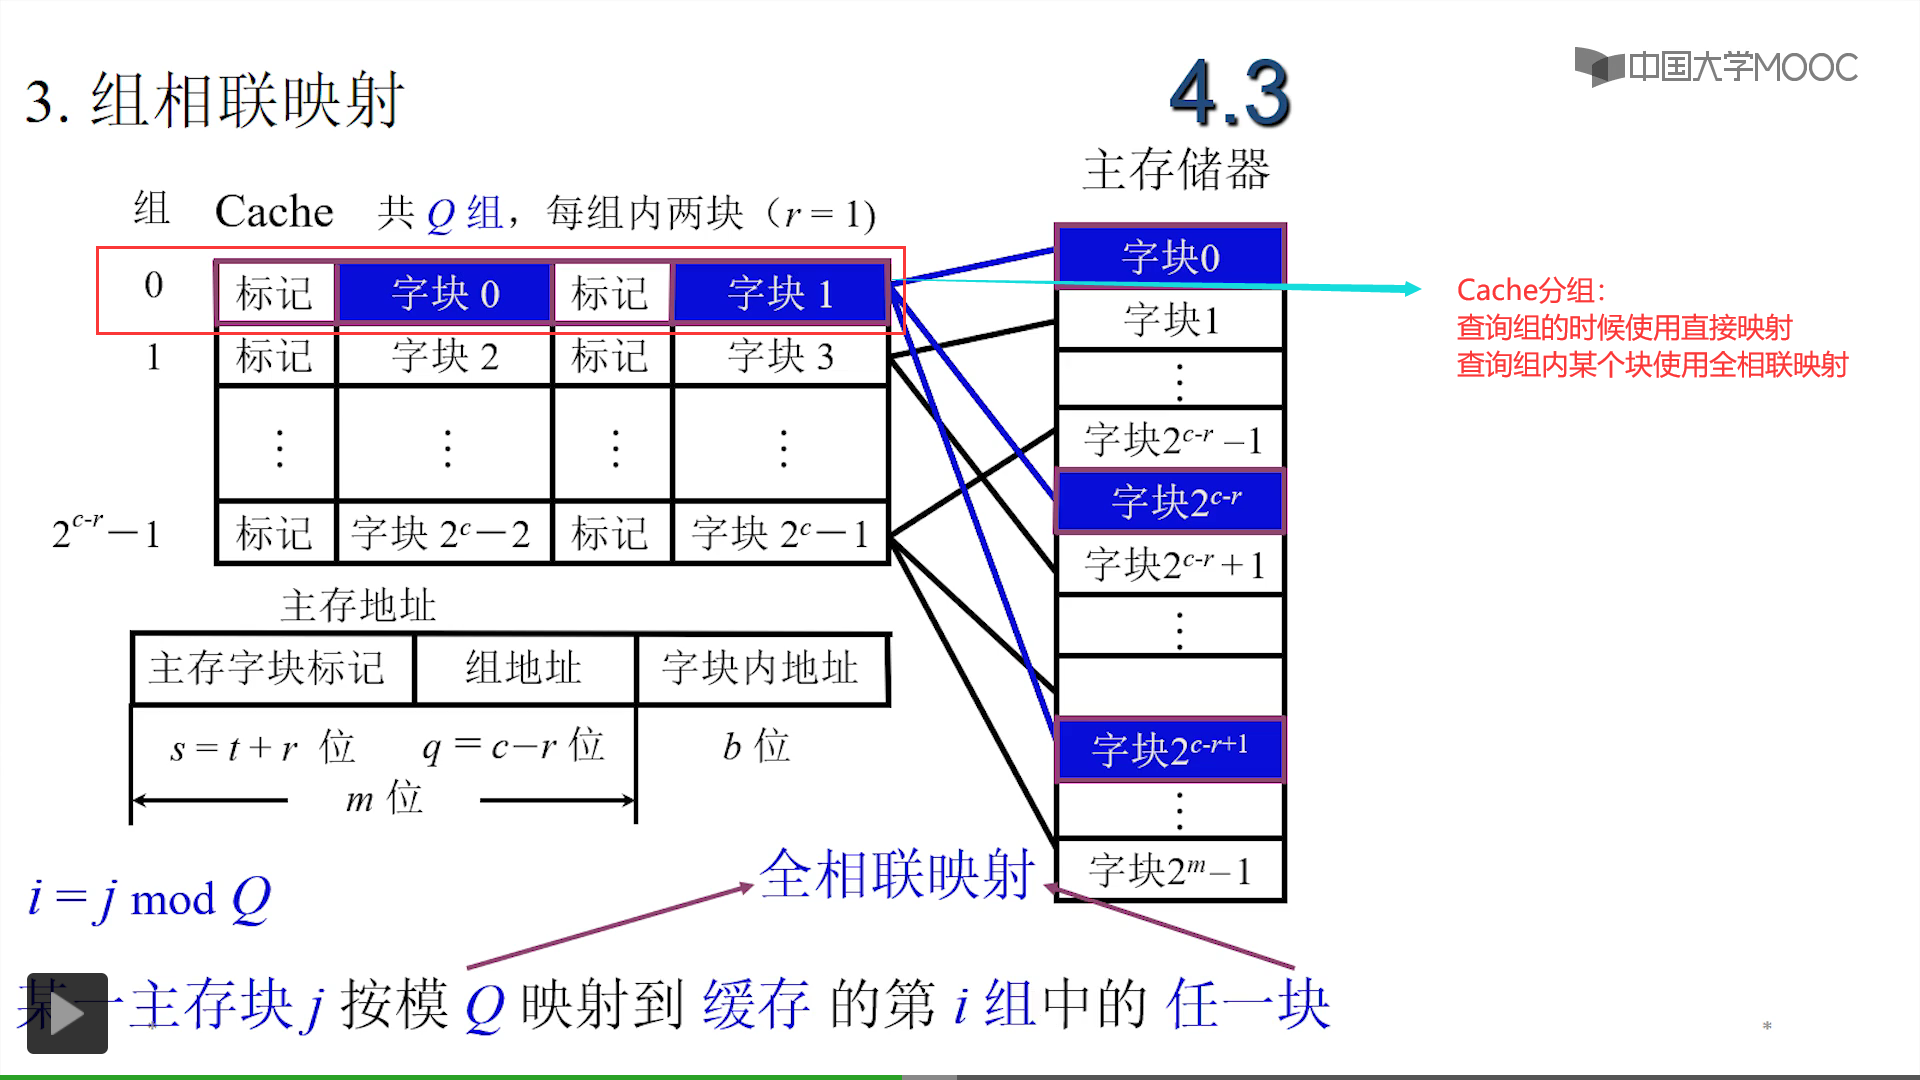 中国大学MOOC
3. 组相联映射
4.3
主存储器
组 Cache 共 Q 组，每组内两块（r = 1）
0 标记 字块 0 标记 字块 1
1 标记 字块 2 标记 字块 3
⋮ ⋮ ⋮ ⋮
2^{c-r}－1 标记 字块 2^c－2 标记 字块 2^c－1
字块0
字块1
⋮
字块2^{c-r} –1
字块2^{c-r}
字块2^{c-r} + 1
⋮
字块2^{c-r+1}
⋮
字块2^m–1
Cache分组：
查询组的时候使用直接映射
查询组内某个块使用全相联映射
主存地址
主存字块标记 组地址 字块内地址
s = t + r 位 q = c–r 位 b 位
m 位
全相联映射
i = j mod Q
某一主存块 j 按模 Q 映射到 缓存 的第 i 组中的 任一块
*